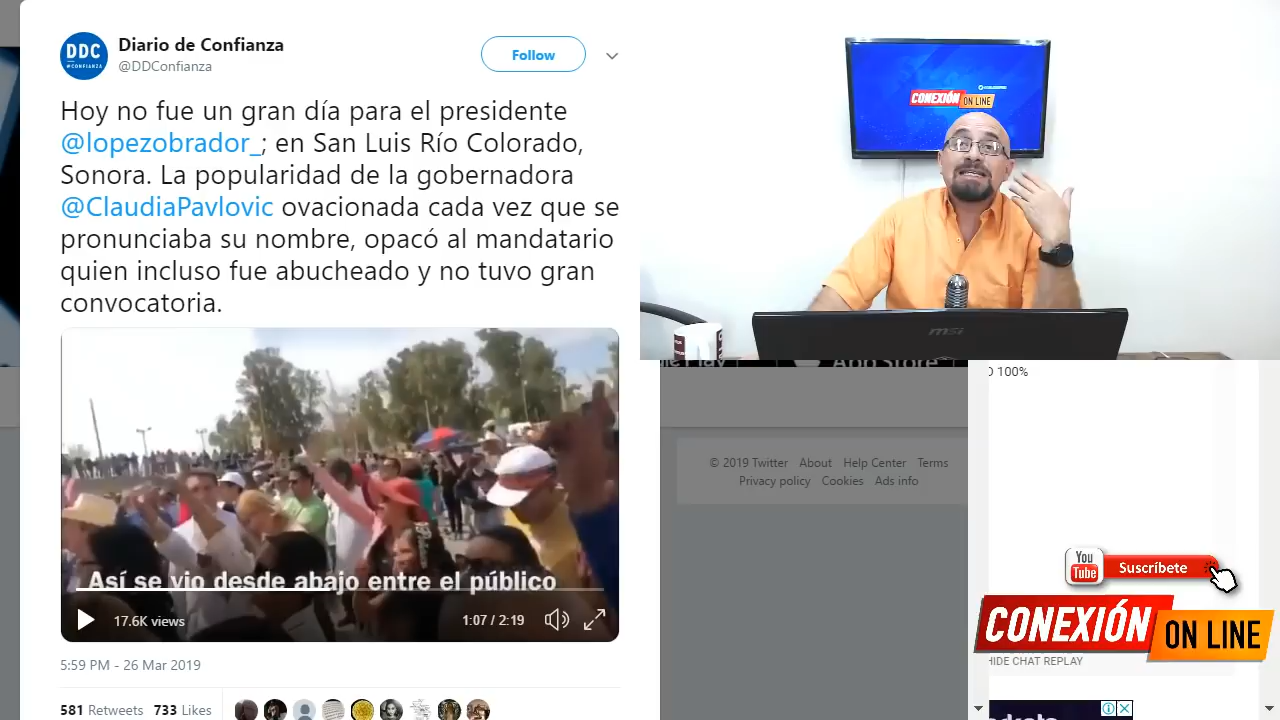 DDC
#CONFIANZA
Diario de Confianza
@DDConfianza
Follow
Hoy no fue un gran día para el presidente
@lopezobrador_; en San Luis Río Colorado,
Sonora. La popularidad de la gobernadora
@ClaudiaPavlovic ovacionada cada vez que se
pronunciaba su nombre, opacó al mandatario
quien incluso fue abucheado y no tuvo gran
convocatoria.
Así se vio desde abajo entre el público
17.6K views
1:07 / 2:19
5:59 PM - 26 Mar 2019
581 Retweets 733 Likes
CONEXIÓN
ON LINE
msi
App Store
100%
© 2019 Twitter About Help Center Terms
Privacy policy Cookies Ads info
You
Tube
Suscríbete
CONEXIÓN
ON LINE
HIDE CHAT REPLAY